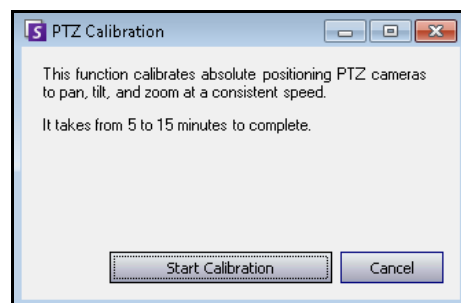 PTZ Calibration
This function calibrates absolute positioning PTZ cameras
to pan, tilt, and zoom at a consistent speed.
It takes from 5 to 15 minutes to complete.
Start Calibration
Cancel